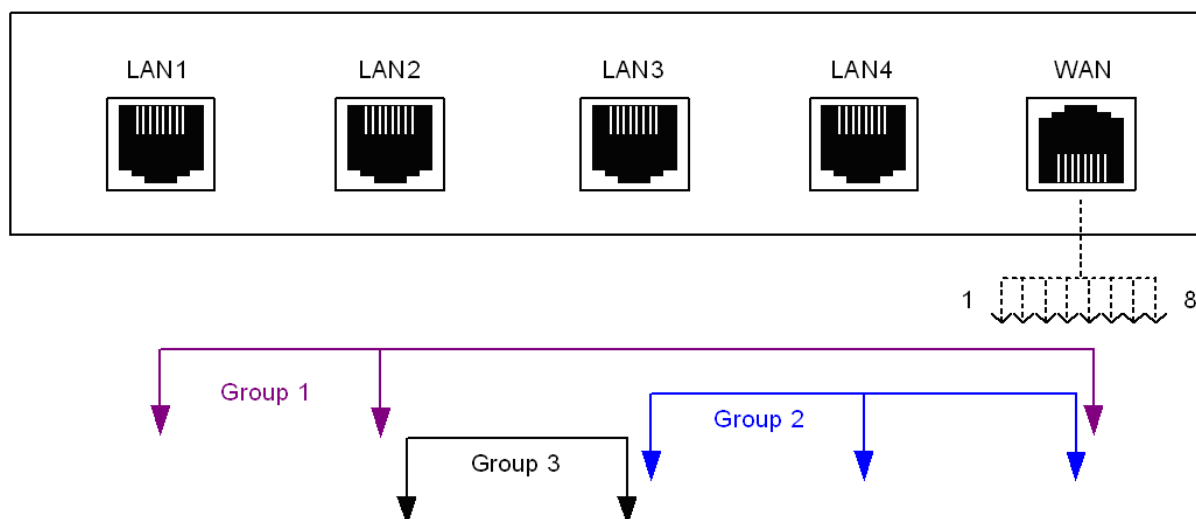 LAN1 LAN2 LAN3 LAN4 WAN
1 8
Group 1
Group 2
Group 3